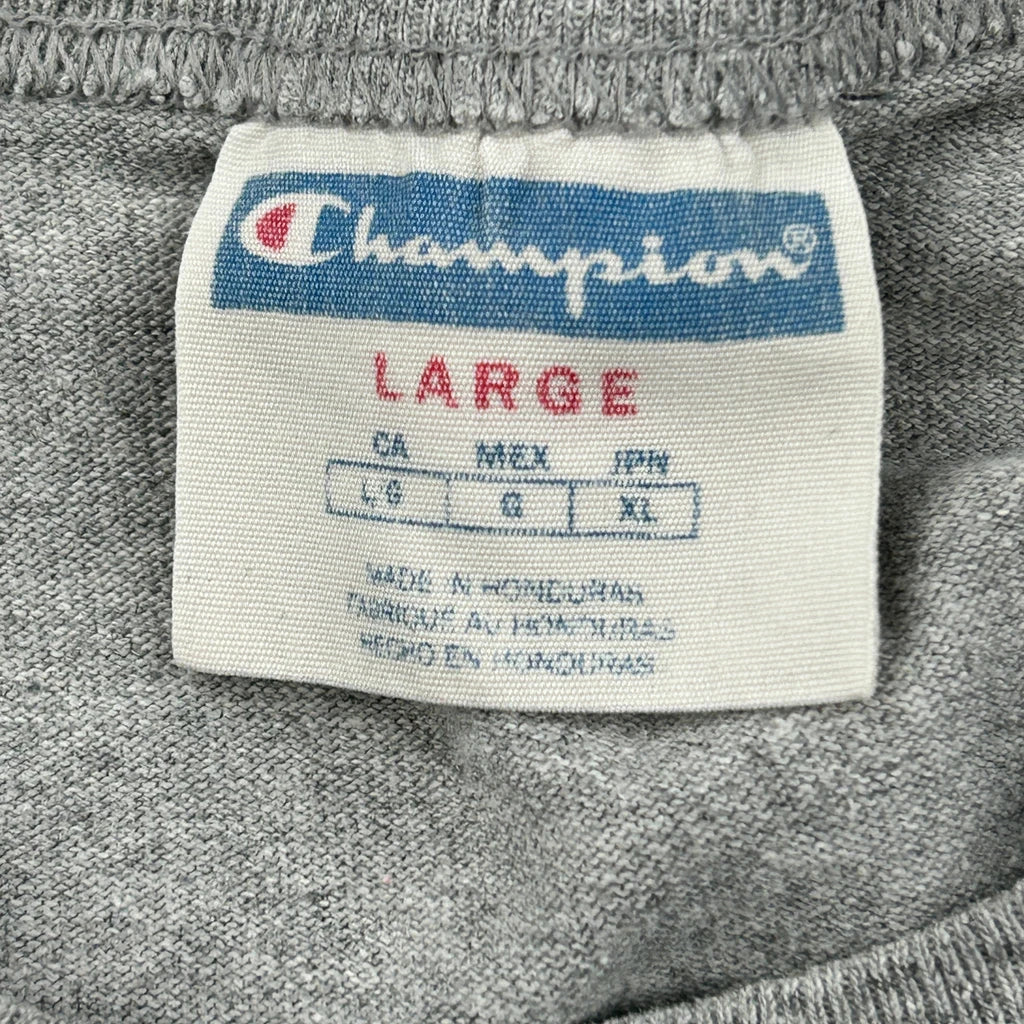 Champion®
LARGE
CA MEX JPN
LG G XL
MADE IN HONDURAS
FABRIQUÉ AU HONDURAS
HECHO EN HONDURAS